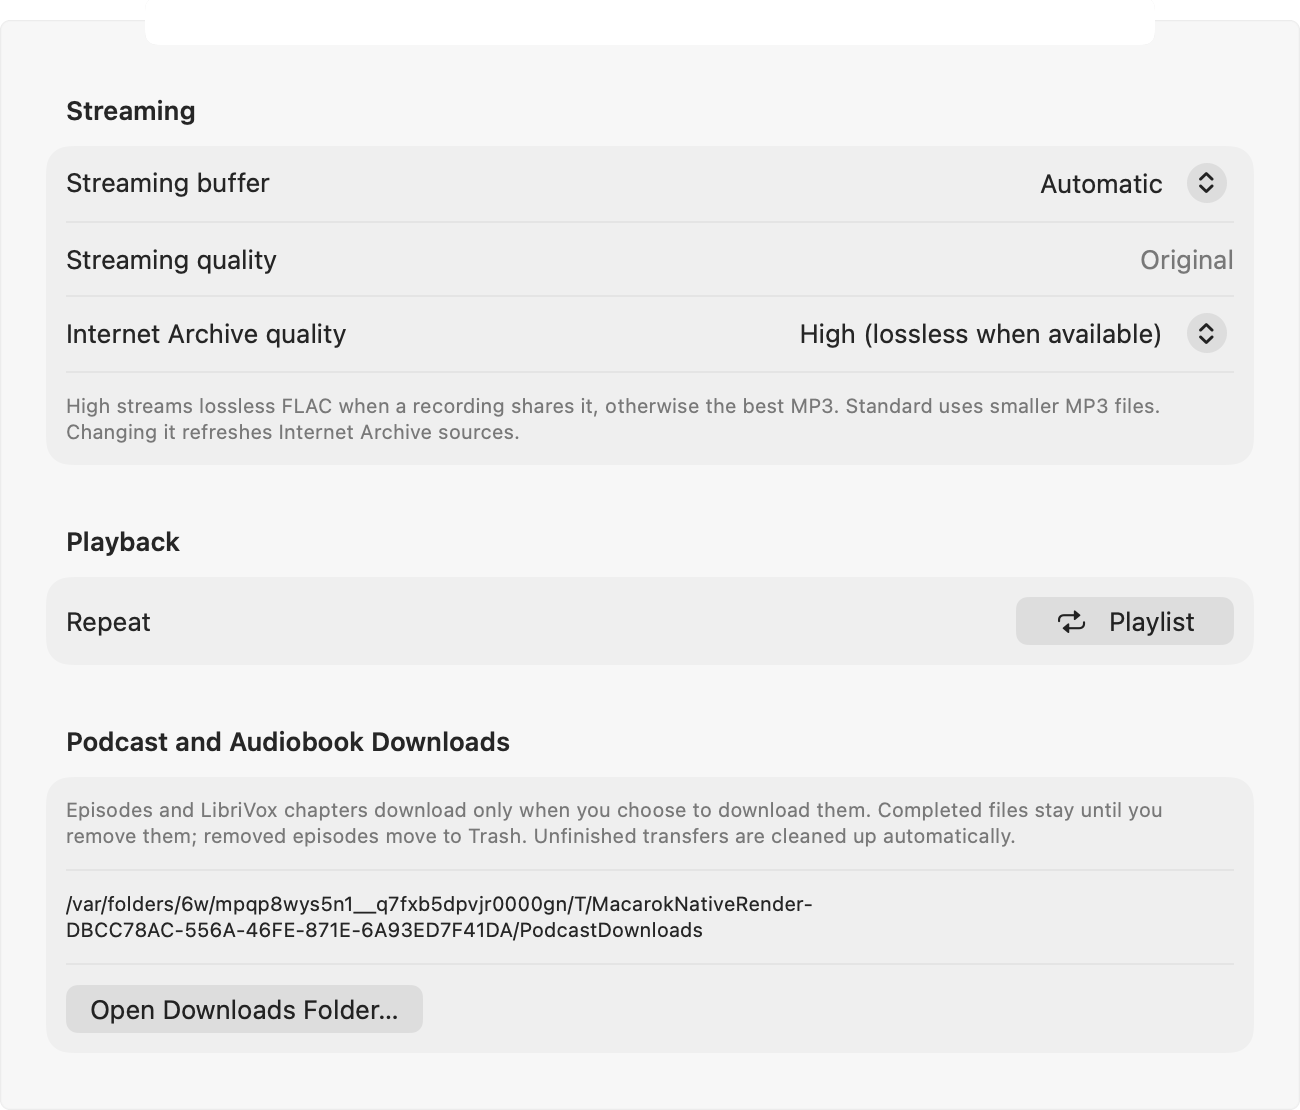 Streaming
Streaming buffer
Automatic
Streaming quality
Original
Internet Archive quality
High (lossless when available)
High streams lossless FLAC when a recording shares it, otherwise the best MP3. Standard uses smaller MP3 files.
Changing it refreshes Internet Archive sources.
Playback
Repeat
Playlist
Podcast and Audiobook Downloads
Episodes and LibriVox chapters download only when you choose to download them. Completed files stay until you
remove them; removed episodes move to Trash. Unfinished transfers are cleaned up automatically.
/var/folders/6w/mpqp8wys5n1__q7fxb5dpvjr0000gn/T/MacarokNativeRender-
DBCC78AC-556A-46FE-871E-6A93ED7F41DA/PodcastDownloads
Open Downloads Folder...